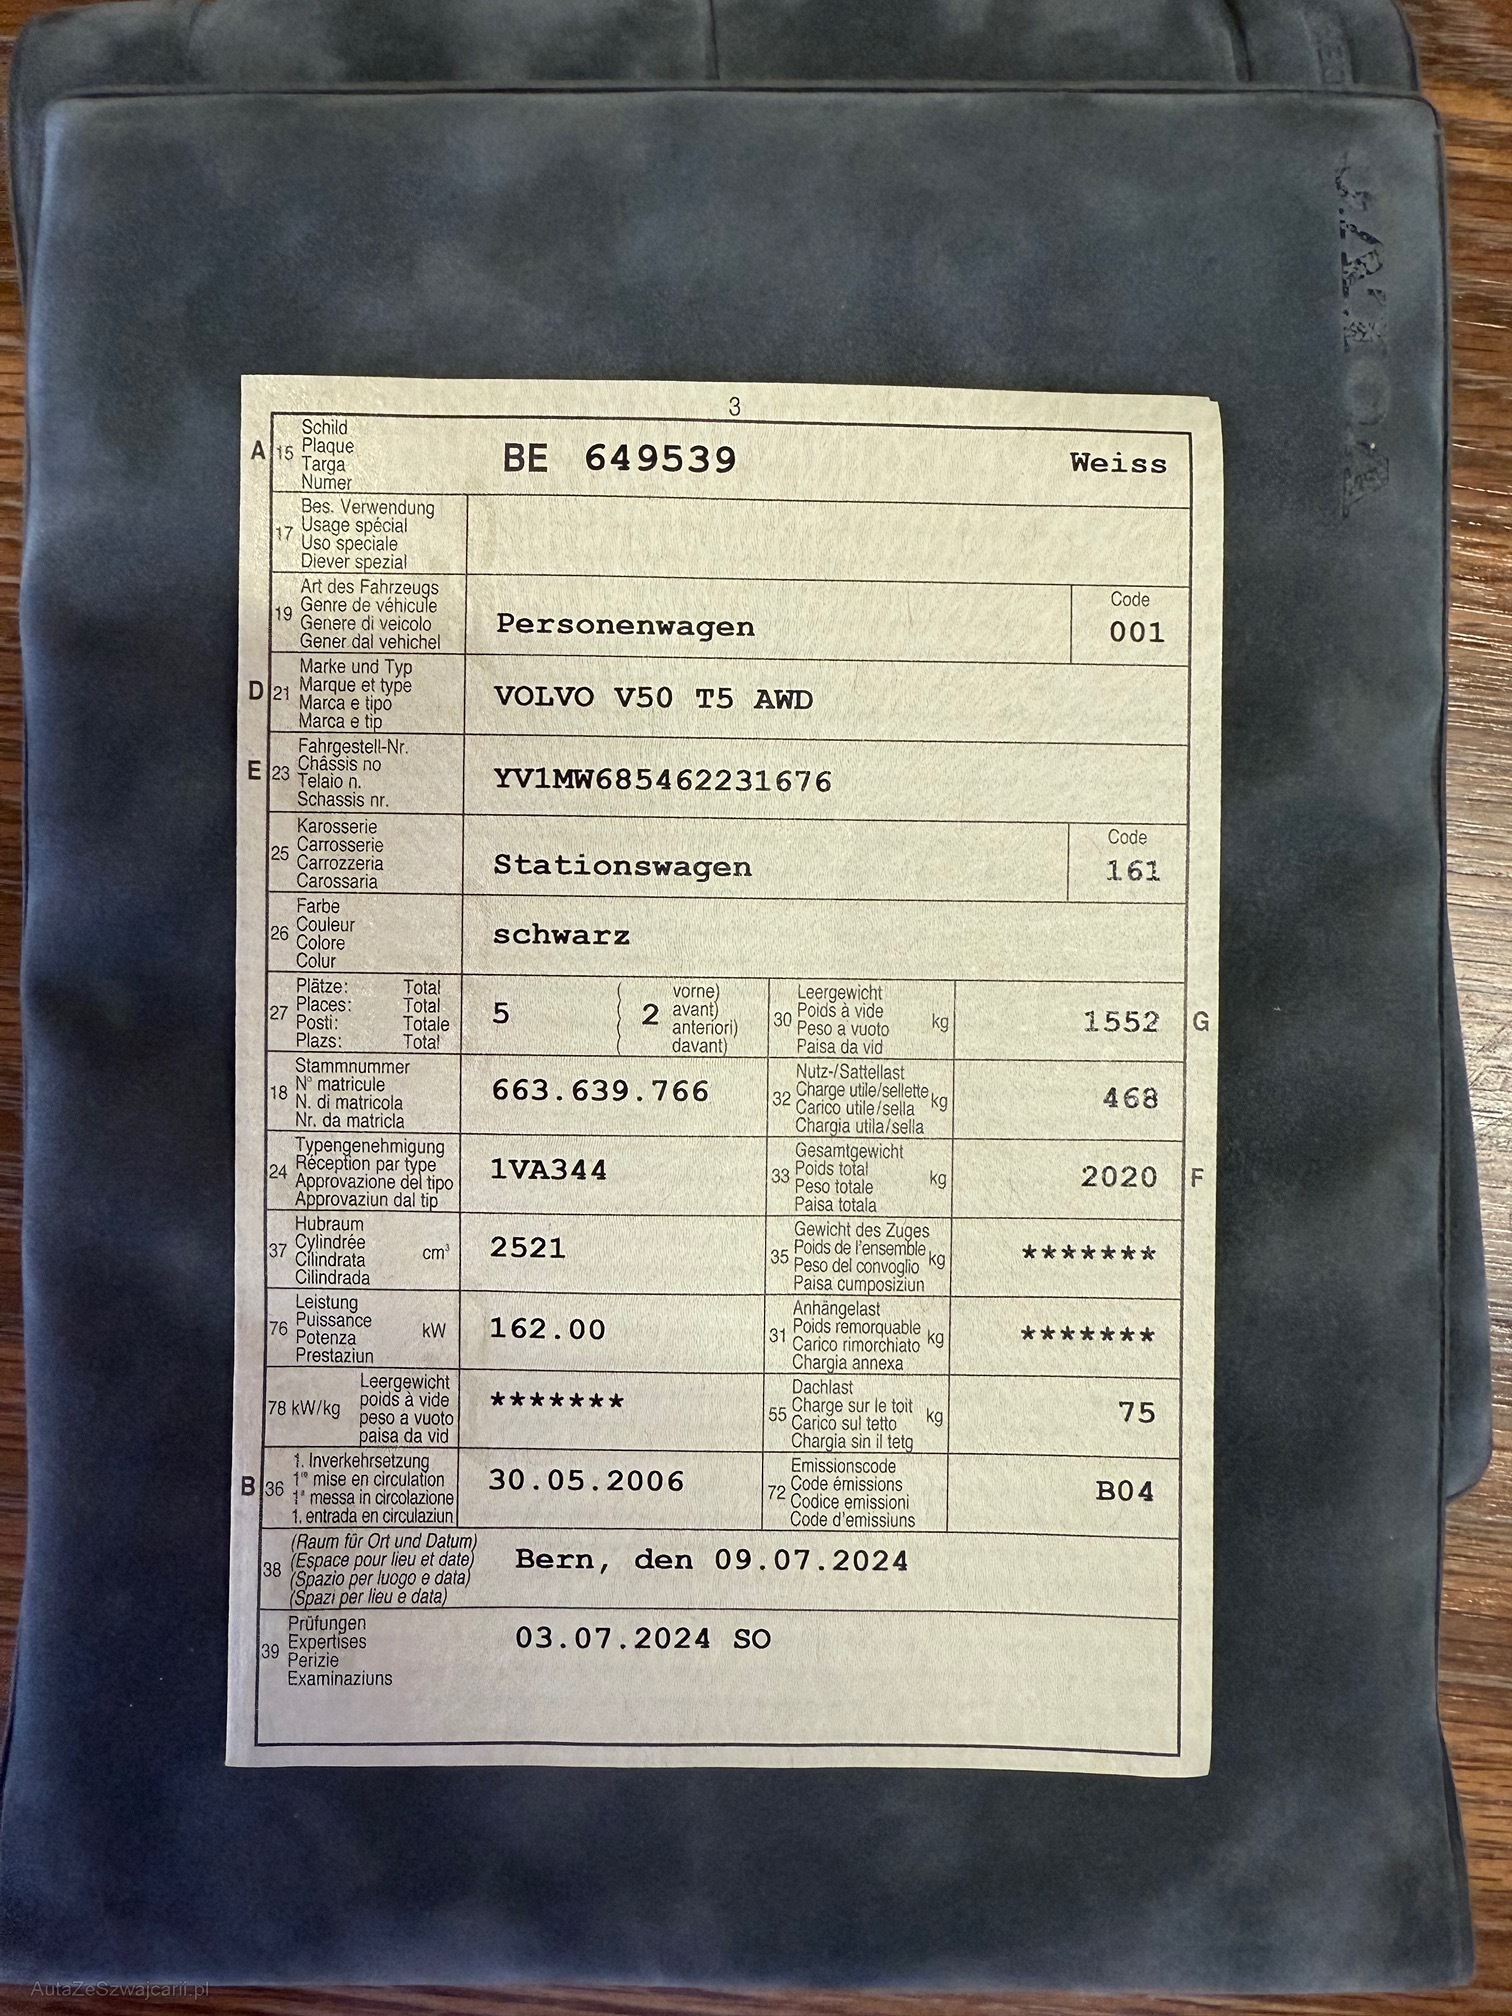 3
A 15 Schild
Plaque
Targa
Numer
BE 649539 Weiss
17 Bes. Verwendung
Usage spécial
Uso speciale
Diever spezial
19 Art des Fahrzeugs
Genre de véhicule
Genere di veicolo
Gener dal vehichel
Personenwagen
Code
001
D 21 Marke und Typ
Marque et type
Marca e tipo
Marca e tip
VOLVO V50 T5 AWD
E 23 Fahrgestell-Nr.
Châssis no
Telaio n.
Schassis nr.
YV1MW685462231676
25 Karosserie
Carrosserie
Carrozzeria
Carossaria
Stationswagen
Code
161
26 Farbe
Couleur
Colore
Colur
schwarz
27 Plätze: Total
Places: Total
Posti: Totale
Plazs: Total
5
( 2 vorne)
avant)
anteriori)
davant)
30 Leergewicht
Poids à vide
Peso a vuoto kg
Paisa da vid
1552 G
18 Stammnummer
N° matricule
N. di matricola
Nr. da matricla
663.639.766
32 Nutz-/Sattellast
Charge utile/sellette kg
Carico utile/sella
Chargia utila/sella
468
24 Typengenehmigung
Réception par type
Approvazione del tipo
Approvaziun dal tip
1VA344
33 Gesamtgewicht
Poids total
Peso totale kg
Paisa totala
2020 F
37 Hubraum
Cylindrée
Cilindrata cm³
Cilindrada
2521
35 Gewicht des Zuges
Poids de l'ensemble kg
Peso del convoglio
Paisa cumposiziun
*******
76 Leistung
Puissance
Potenza kW
Prestaziun
162.00
31 Anhängelast
Poids remorquable kg
Carico rimorchiato
Chargia annexa
*******
78 kW/kg Leergewicht
poids à vide
peso a vuoto
paisa da vid
*******
55 Dachlast
Charge sur le toit kg
Carico sul tetto
Chargia sin il tetg
75
B 36 1. Inverkehrsetzung
1re mise en circulation
1a messa in circolazione
1. entrada en circulaziun
30.05.2006
72 Emissionscode
Code émissions
Codice emissioni
Code d'emissiuns
B04
38 (Raum für Ort und Datum)
(Espace pour lieu et date)
(Spazio per luogo e data)
(Spazi per lieu e data)
Bern, den 09.07.2024
39 Prüfungen
Expertises
Perizie
Examinaziuns
03.07.2024 SO
AutaZeSzwajcarii.pl